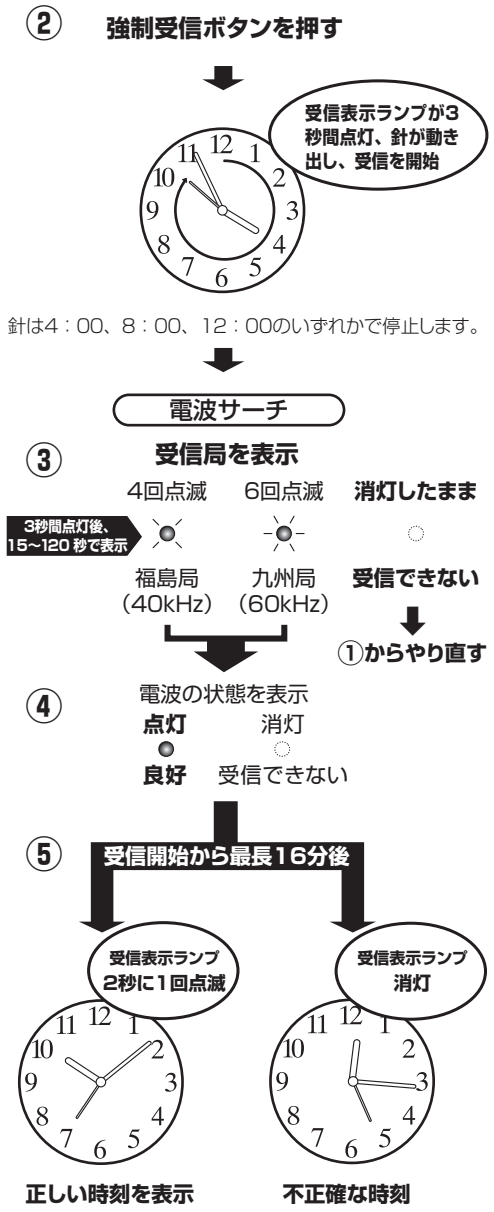 ② 強制受信ボタンを押す
受信表示ランプが3
秒間点灯、針が動き
出し、受信を開始
12
11 1
10 2
9 3
8 4
7 6 5
針は4：00、8：00、12：00のいずれかで停止します。
電波サーチ
③ 受信局を表示
4回点滅 6回点滅 消灯したまま
3秒間点灯後、
15〜120 秒で表示
福島局 九州局 受信できない
（40kHz） （60kHz）
①からやり直す
④ 電波の状態を表示
点灯 消灯
良好 受信できない
⑤ 受信開始から最長16分後
受信表示ランプ
2秒に1回点滅
受信表示ランプ
消灯
11 12 1
10 2
9 3
8 4
7 6 5
11 12 1
10 2
9 3
8 4
7 6 5
正しい時刻を表示 不正確な時刻